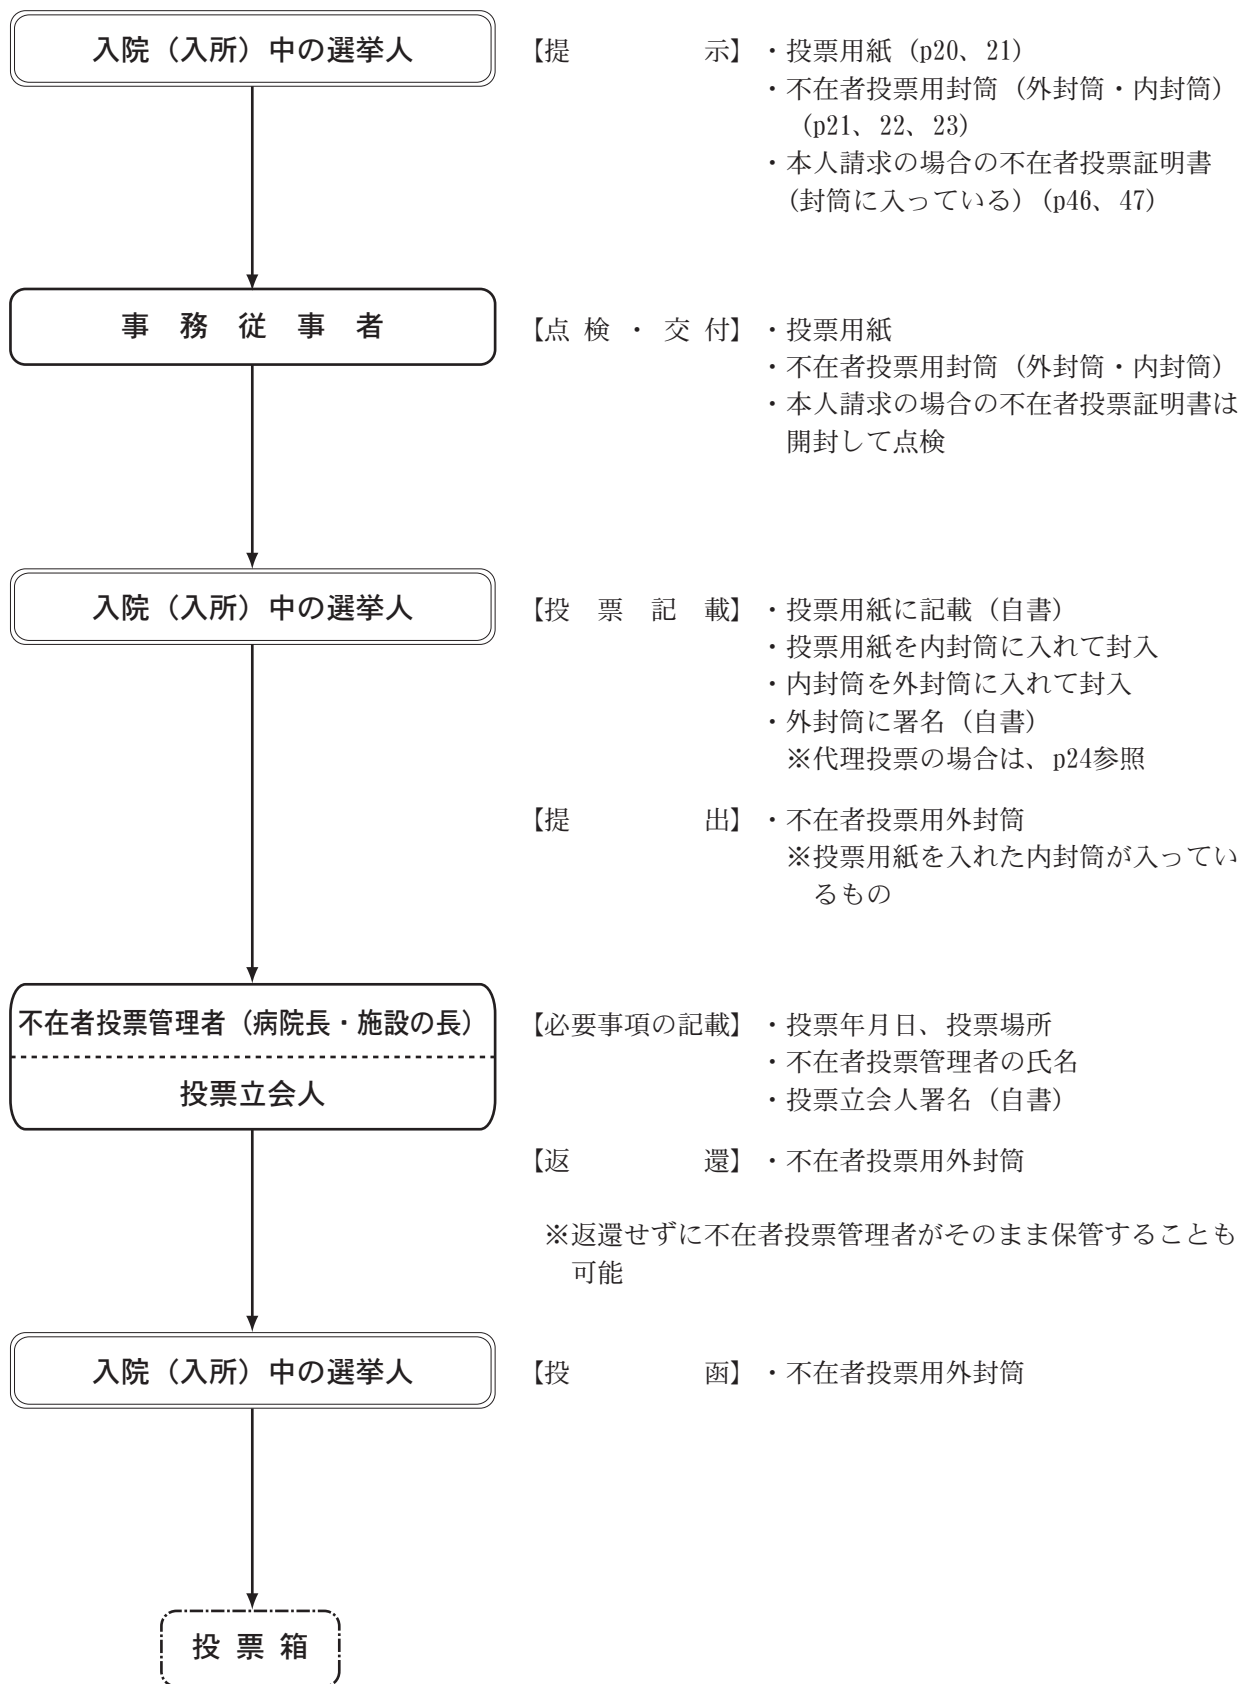 入院（入所）中の選挙人
【提　　　　示】・投票用紙（p20、21）
・不在者投票用封筒（外封筒・内封筒）
（p21、22、23）
・本人請求の場合の不在者投票証明書
（封筒に入っている）（p46、47）
事　務　従　事　者
【点 検 ・ 交 付】・投票用紙
・不在者投票用封筒（外封筒・内封筒）
・本人請求の場合の不在者投票証明書は
開封して点検
入院（入所）中の選挙人
【投　票　記　載】・投票用紙に記載（自書）
・投票用紙を内封筒に入れて封入
・内封筒を外封筒に入れて封入
・外封筒に署名（自書）
※代理投票の場合は、p24参照
【提　　　　出】・不在者投票用外封筒
※投票用紙を入れた内封筒が入ってい
るもの
不在者投票管理者（病院長・施設の長）
投票立会人
【必要事項の記載】・投票年月日、投票場所
・不在者投票管理者の氏名
・投票立会人署名（自書）
【返　　　　還】・不在者投票用外封筒
※返還せずに不在者投票管理者がそのまま保管することも
可能
入院（入所）中の選挙人
【投　　　　函】・不在者投票用外封筒
投 票 箱